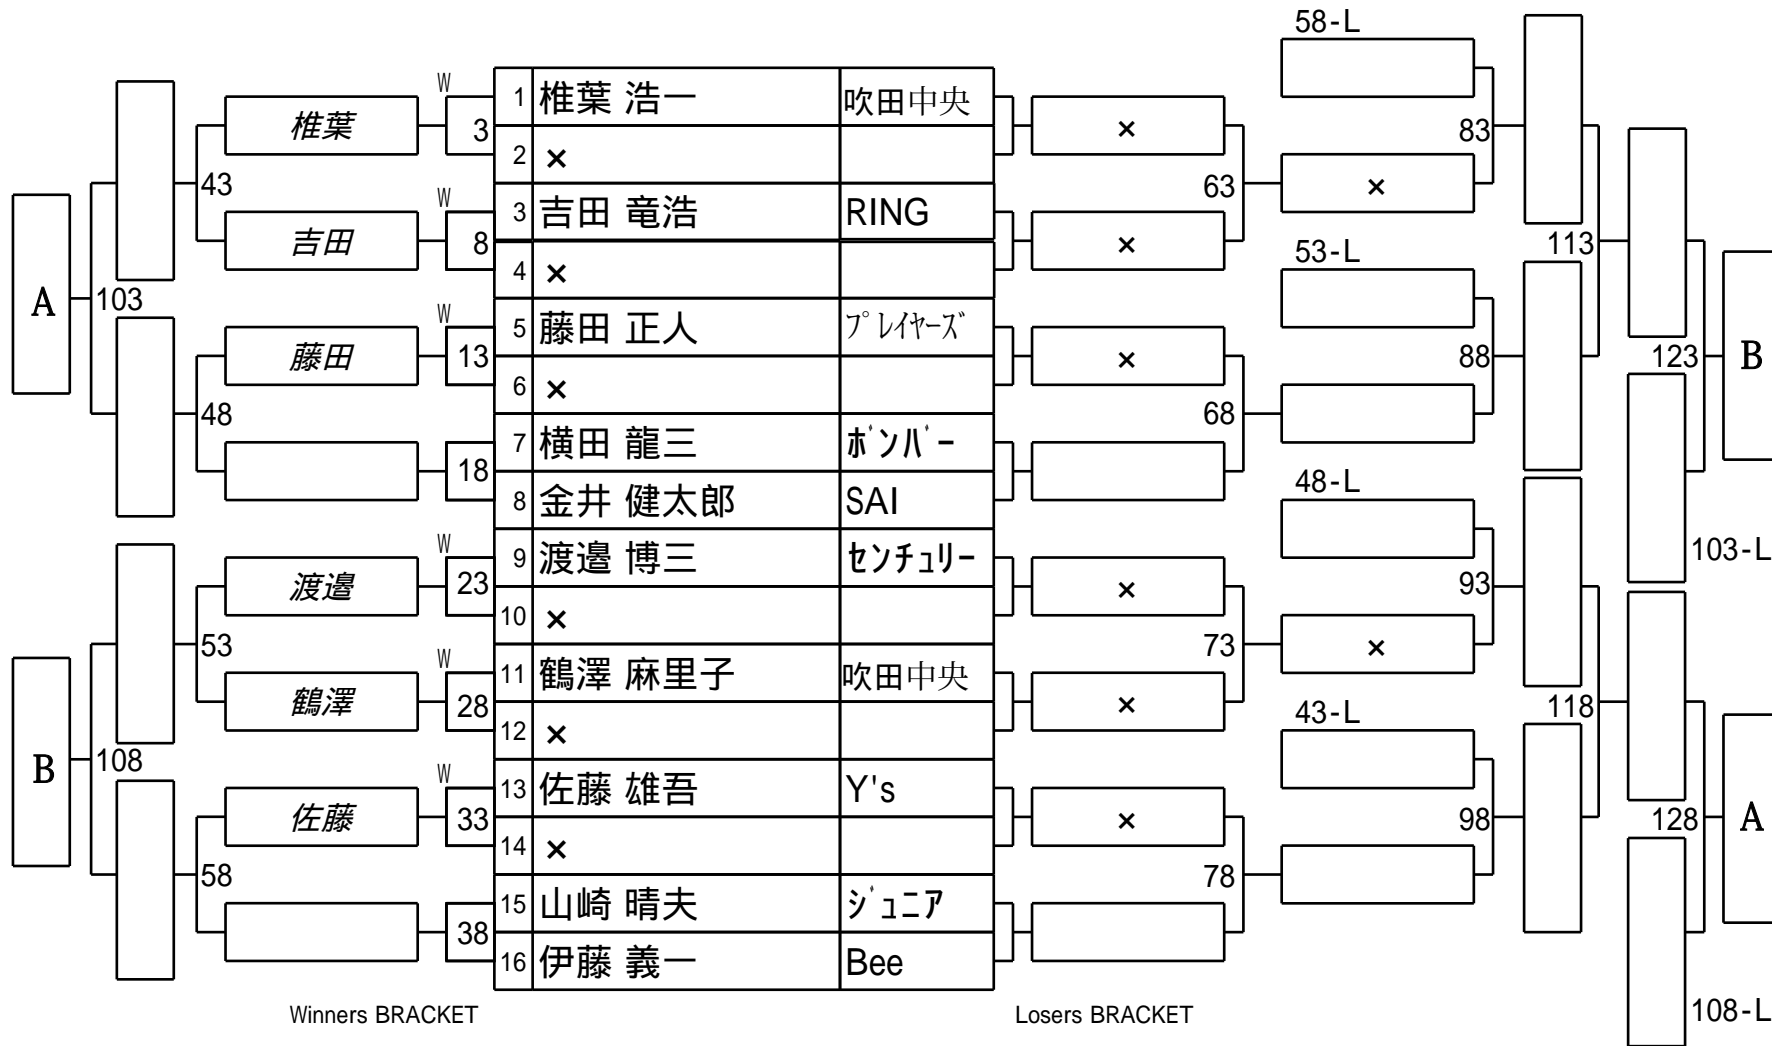 58-L
W
1 椎葉 浩一 吹田中央
椎葉 3 × 83
2 ×
43 W 63 ×
3 吉田 竜浩 RING
吉田 8 × 53-L 113
4 ×
A 103 W B
5 藤田 正人 プレイヤーズ
藤田 13 × 88 123
6 ×
48 68
7 横田 龍三 ボンバー
18 48-L
8 金井 健太郎 SAI
W 103-L
9 渡邉 博三 センチュリー
渡邉 23 × 93
10 ×
53 W 73 ×
11 鶴澤 麻里子 吹田中央
鶴澤 28 × 43-L 118
12 ×
B 108 W A
13 佐藤 雄吾 Y's
佐藤 33 × 98 128
14 ×
58 78
15 山崎 晴夫 ジュニア
38
16 伊藤 義一 Bee
108-L
Winners BRACKET Losers BRACKET